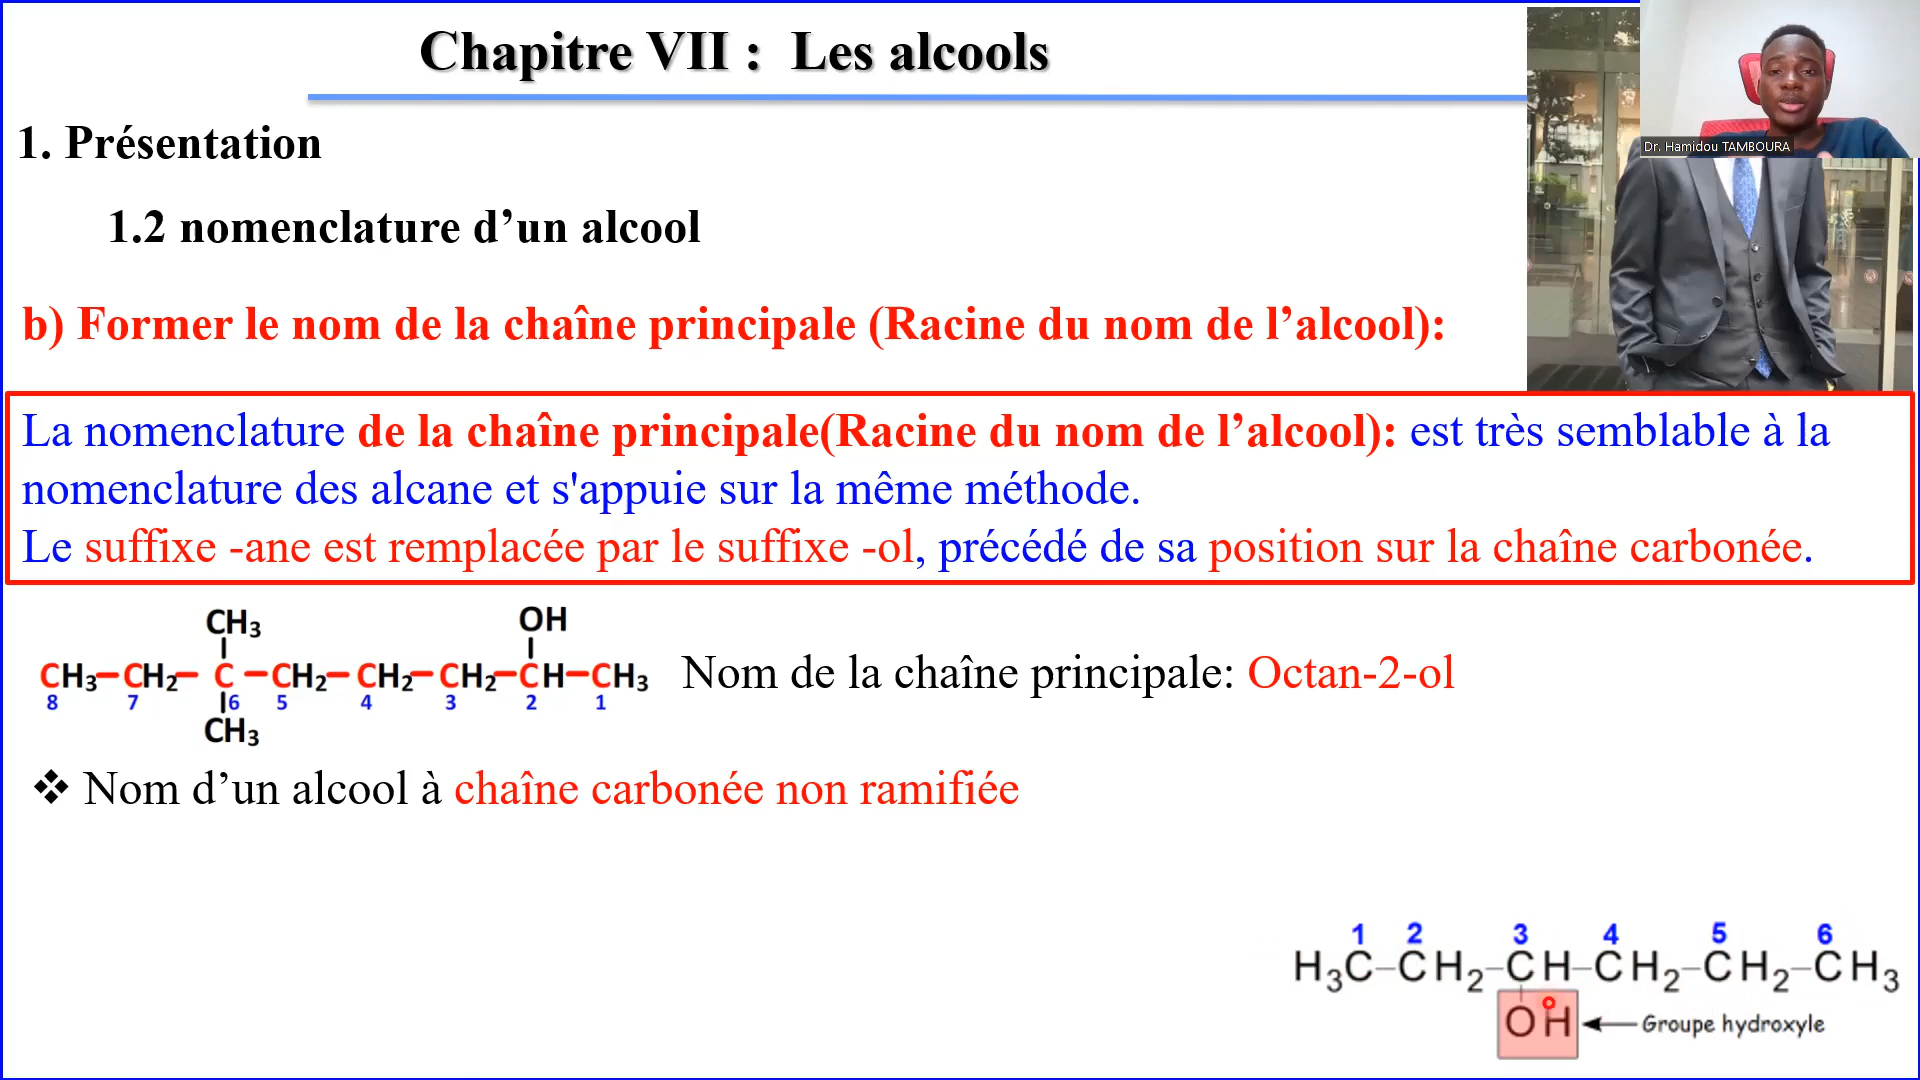 Chapitre VII :  Les alcools
Dr. Hamidou TAMBOURA
1. Présentation
1.2 nomenclature d’un alcool
b) Former le nom de la chaîne principale (Racine du nom de l’alcool):
La nomenclature de la chaîne principale(Racine du nom de l’alcool): est très semblable à la
nomenclature des alcane et s'appuie sur la même méthode.
Le suffixe -ane est remplacée par le suffixe -ol, précédé de sa position sur la chaîne carbonée.
CH₃ OH
CH₃–CH₂–C–CH₂–CH₂–CH₂–CH–CH₃
8 7 6 5 4 3 2 1
CH₃
Nom de la chaîne principale: Octan-2-ol
❖ Nom d’un alcool à chaîne carbonée non ramifiée
1 2 3 4 5 6
H₃C–CH₂–CH–CH₂–CH₂–CH₃
OH
Groupe hydroxyle